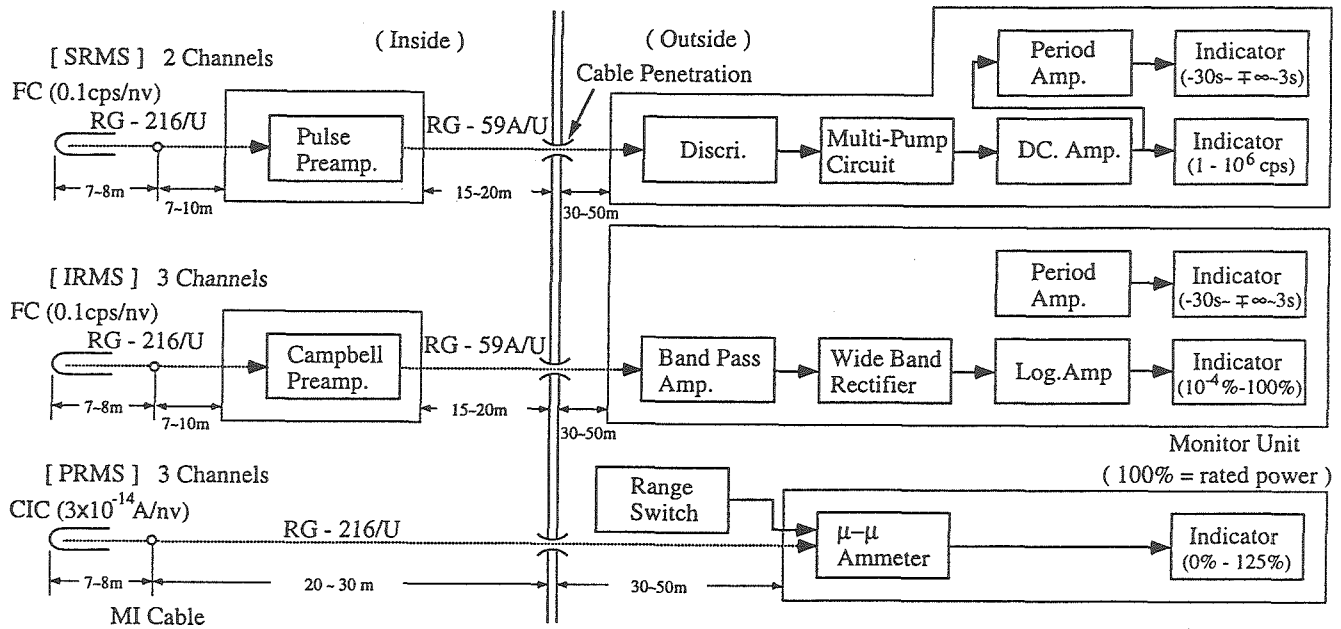 ( Inside )
( Outside )
[ SRMS ] 2 Channels
FC (0.1cps/nv)
RG - 216/U
Pulse
Preamp.
RG - 59A/U
Cable Penetration
Discri.
Multi-Pump
Circuit
DC. Amp.
Period
Amp.
Indicator
(-30s~ ∓∞~3s)
Indicator
(1 - 10⁶ cps)
7~8m
7~10m
15~20m
30~50m
[ IRMS ] 3 Channels
FC (0.1cps/nv)
RG - 216/U
Campbell
Preamp.
RG - 59A/U
Band Pass
Amp.
Wide Band
Rectifier
Log.Amp
Period
Amp.
Indicator
(-30s~ ∓∞~3s)
Indicator
(10⁻⁴%-100%)
7~8m
7~10m
15~20m
30~50m
Monitor Unit
( 100% = rated power )
[ PRMS ] 3 Channels
CIC (3x10⁻¹⁴A/nv)
RG - 216/U
Range
Switch
μ–μ
Ammeter
Indicator
(0% - 125%)
7~8m
20 ~ 30 m
30~50m
MI Cable